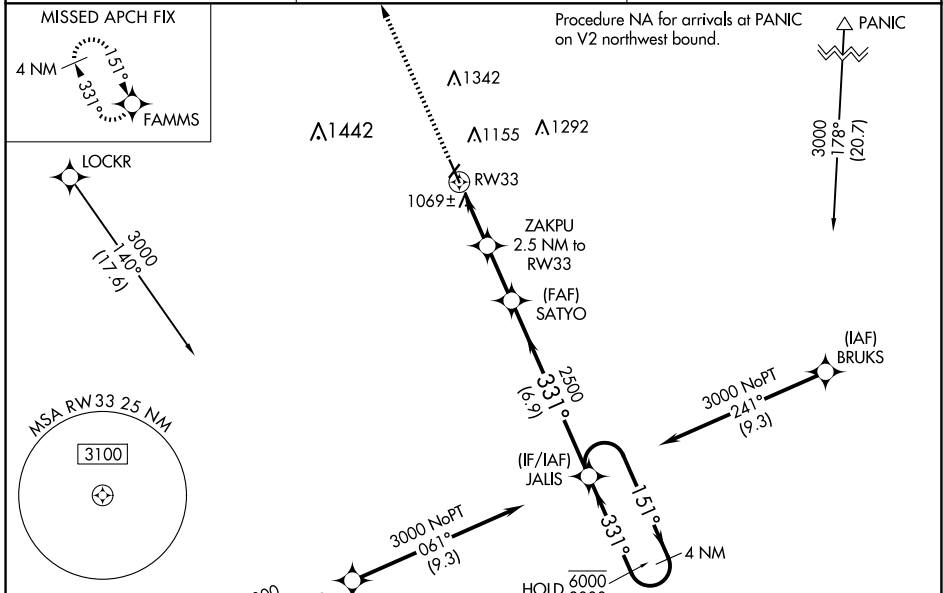 MISSED APCH FIX
4 NM
151°
331°
FAMMS
Procedure NA for arrivals at PANIC
on V2 northwest bound.
PANIC
3000
178°
(20.7)
1342
1442
1155
1292
LOCKR
3000
140°
(17.6)
RW33
1069±
ZAKPU
2.5 NM to
RW33
(FAF)
SATYO
2500
331°
(6.9)
(IAF)
BRUKS
3000 NoPT
241°
(9.3)
MSA RW33 25 NM
3100
(IF/IAF)
JALIS
151°
331°
4 NM
3000 NoPT
061°
(9.3)
HOLD 6000